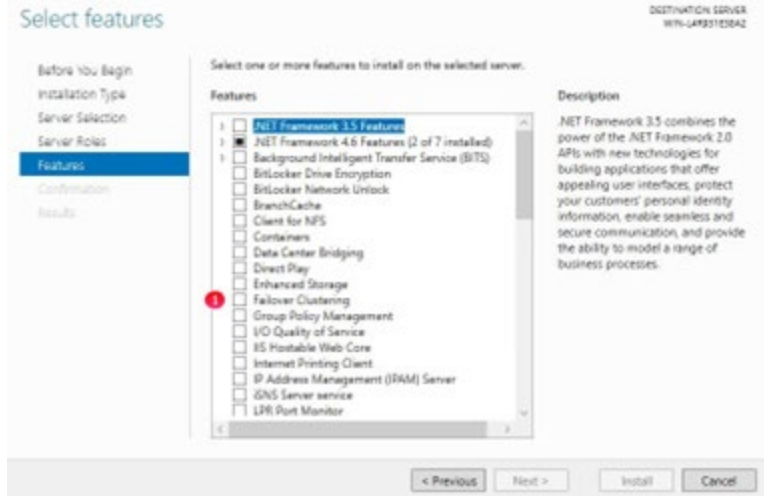 Select features
DESTINATION SERVER
Before You Begin
Installation Type
Server Selection
Server Roles
Features
Confirmation
Results
Select one or more features to install on the selected server.
Features
.NET Framework 3.5 Features
.NET Framework 4.6 Features (2 of 7 installed)
Background Intelligent Transfer Service (BITS)
BitLocker Drive Encryption
BitLocker Network Unlock
BranchCache
Client for NFS
Containers
Data Center Bridging
Direct Play
Enhanced Storage
1 Failover Clustering
Group Policy Management
I/O Quality of Service
IIS Hostable Web Core
Internet Printing Client
IP Address Management (IPAM) Server
iSNS Server service
LPR Port Monitor
Description
.NET Framework 3.5 combines the
power of the .NET Framework 2.0
APIs with new technologies for
building applications that offer
appealing user interfaces, protect
your customers' personal identity
information, enable seamless and
secure communication, and provide
the ability to model a range of
business processes.
< Previous
Next >
Install
Cancel